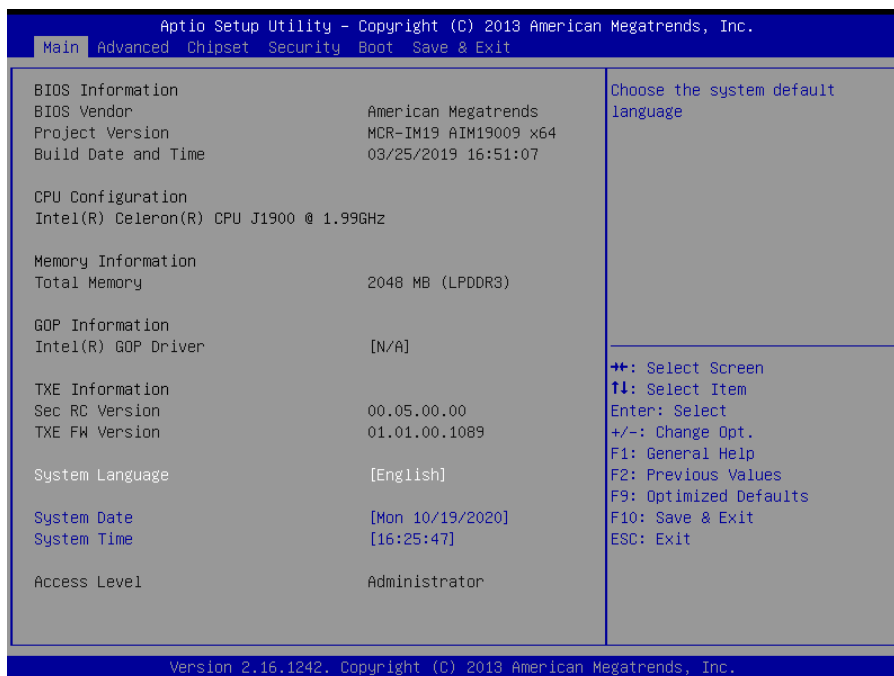 Aptio Setup Utility – Copyright (C) 2013 American Megatrends, Inc.
Main Advanced Chipset Security Boot Save & Exit
BIOS Information
BIOS Vendor American Megatrends
Project Version MCR-IM19 AIM19009 x64
Build Date and Time 03/25/2019 16:51:07
CPU Configuration
Intel(R) Celeron(R) CPU J1900 @ 1.99GHz
Memory Information
Total Memory 2048 MB (LPDDR3)
GOP Information
Intel(R) GOP Driver [N/A]
TXE Information
Sec RC Version 00.05.00.00
TXE FW Version 01.01.00.1089
System Language [English]
System Date [Mon 10/19/2020]
System Time [16:25:47]
Access Level Administrator
Choose the system default
language
→←: Select Screen
↑↓: Select Item
Enter: Select
+/-: Change Opt.
F1: General Help
F2: Previous Values
F9: Optimized Defaults
F10: Save & Exit
ESC: Exit
Version 2.16.1242. Copyright (C) 2013 American Megatrends, Inc.